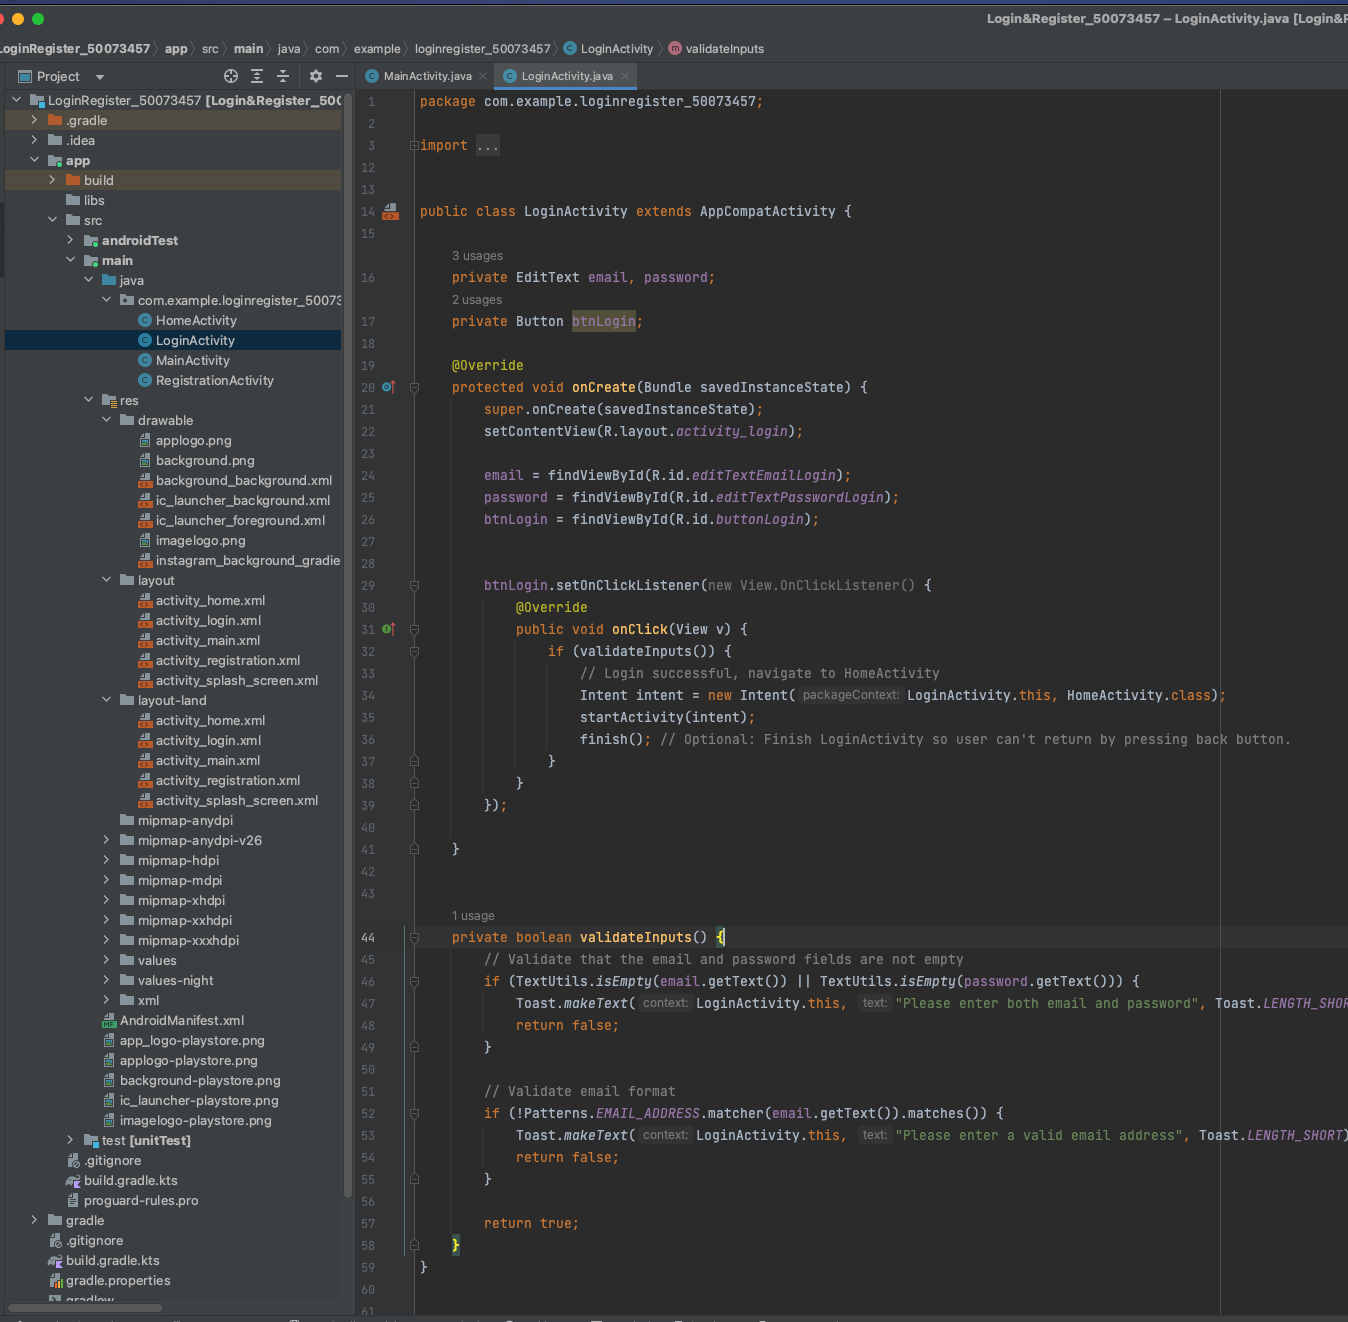 Login&Register_50073457 – LoginActivity.java [Login&R
LoginRegister_50073457 〉 app 〉 src 〉 main 〉 java 〉 com 〉 example 〉 loginregister_50073457 〉 LoginActivity 〉 validateInputs
Project
MainActivity.java
LoginActivity.java
LoginRegister_50073457 [Login&Register_500
.gradle
.idea
app
build
libs
src
androidTest
main
java
com.example.loginregister_50073
HomeActivity
LoginActivity
MainActivity
RegistrationActivity
res
drawable
applogo.png
background.png
background_background.xml
ic_launcher_background.xml
ic_launcher_foreground.xml
imagelogo.png
instagram_background_gradie
layout
activity_home.xml
activity_login.xml
activity_main.xml
activity_registration.xml
activity_splash_screen.xml
layout-land
activity_home.xml
activity_login.xml
activity_main.xml
activity_registration.xml
activity_splash_screen.xml
mipmap-anydpi
mipmap-anydpi-v26
mipmap-hdpi
mipmap-mdpi
mipmap-xhdpi
mipmap-xxhdpi
mipmap-xxxhdpi
values
values-night
xml
AndroidManifest.xml
app_logo-playstore.png
applogo-playstore.png
background-playstore.png
ic_launcher-playstore.png
imagelogo-playstore.png
test [unitTest]
.gitignore
build.gradle.kts
proguard-rules.pro
gradle
.gitignore
build.gradle.kts
gradle.properties
gradlew
1 package com.example.loginregister_50073457;
2
3 import ...
12
13
14 public class LoginActivity extends AppCompatActivity {
15
3 usages
16 private EditText email, password;
2 usages
17 private Button btnLogin;
18
19 @Override
20 protected void onCreate(Bundle savedInstanceState) {
21 super.onCreate(savedInstanceState);
22 setContentView(R.layout.activity_login);
23
24 email = findViewById(R.id.editTextEmailLogin);
25 password = findViewById(R.id.editTextPasswordLogin);
26 btnLogin = findViewById(R.id.buttonLogin);
27
28
29 btnLogin.setOnClickListener(new View.OnClickListener() {
30 @Override
31 public void onClick(View v) {
32 if (validateInputs()) {
33 // Login successful, navigate to HomeActivity
34 Intent intent = new Intent( packageContext: LoginActivity.this, HomeActivity.class);
35 startActivity(intent);
36 finish(); // Optional: Finish LoginActivity so user can't return by pressing back button.
37 }
38 }
39 });
40
41 }
42
43
1 usage
44 private boolean validateInputs() {
45 // Validate that the email and password fields are not empty
46 if (TextUtils.isEmpty(email.getText()) || TextUtils.isEmpty(password.getText())) {
47 Toast.makeText( context: LoginActivity.this, text: "Please enter both email and password", Toast.LENGTH_SHOR
48 return false;
49 }
50
51 // Validate email format
52 if (!Patterns.EMAIL_ADDRESS.matcher(email.getText()).matches()) {
53 Toast.makeText( context: LoginActivity.this, text: "Please enter a valid email address", Toast.LENGTH_SHORT)
54 return false;
55 }
56
57 return true;
58 }
59 }
60
61